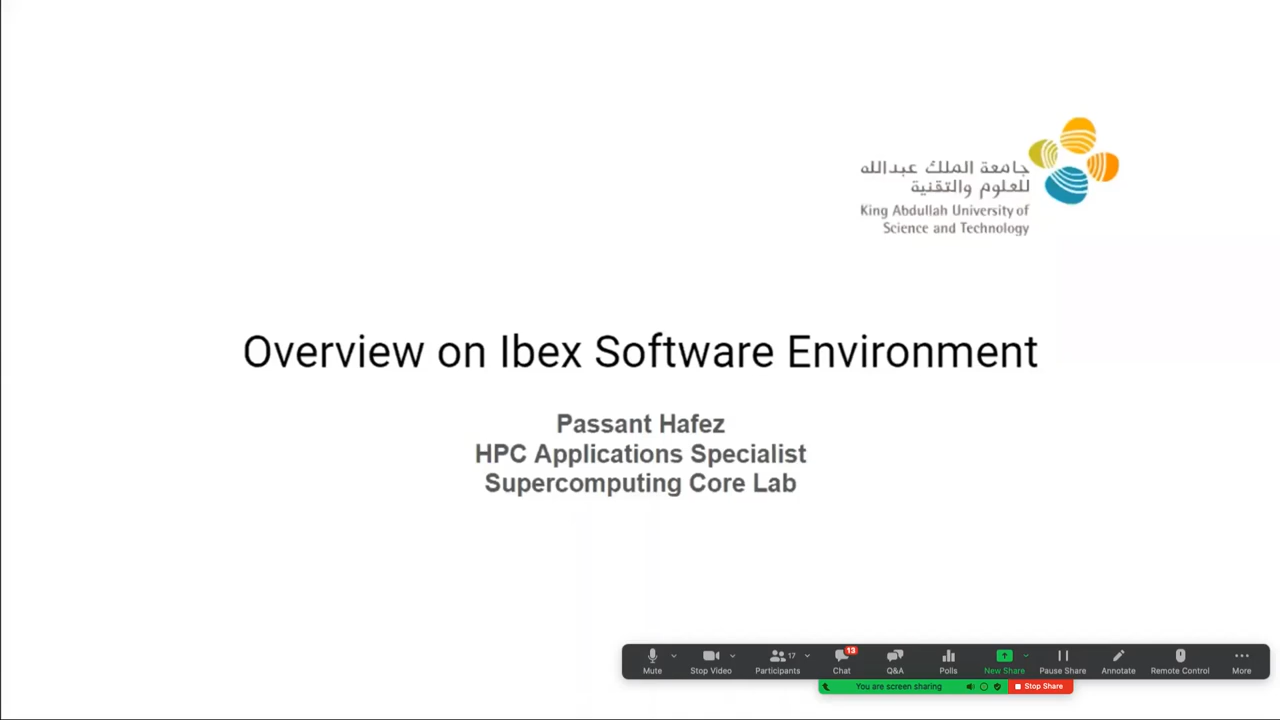 جامعة الملك عبدالله
للعلوم والتقنية
King Abdullah University of
Science and Technology
Overview on Ibex Software Environment
Passant Hafez
HPC Applications Specialist
Supercomputing Core Lab
17
13
Mute
Stop Video
Participants
Chat
Q&A
Polls
New Share
Pause Share
Annotate
Remote Control
More
You are screen sharing
Stop Share